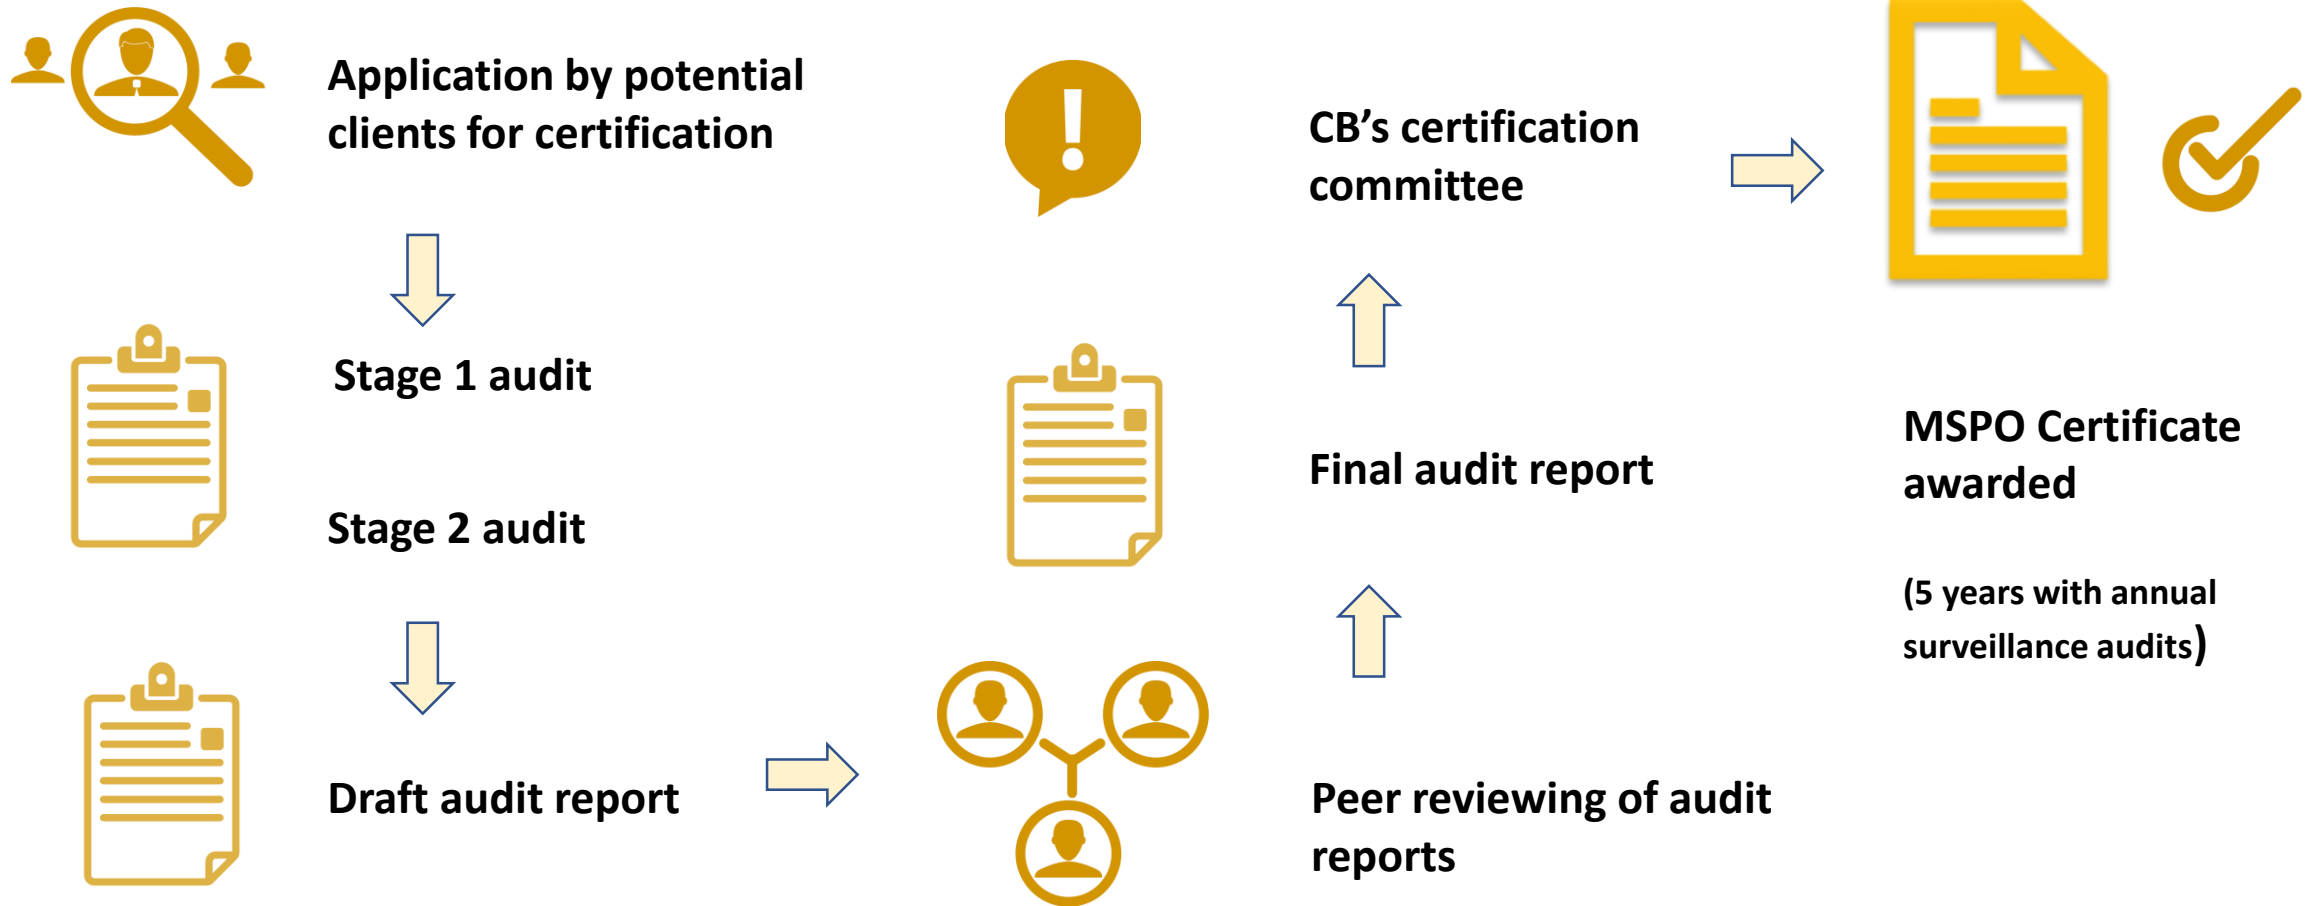 Application by potential
clients for certification
Stage 1 audit
Stage 2 audit
Draft audit report
Peer reviewing of audit
reports
Final audit report
CB’s certification
committee
MSPO Certificate
awarded
(5 years with annual
surveillance audits)